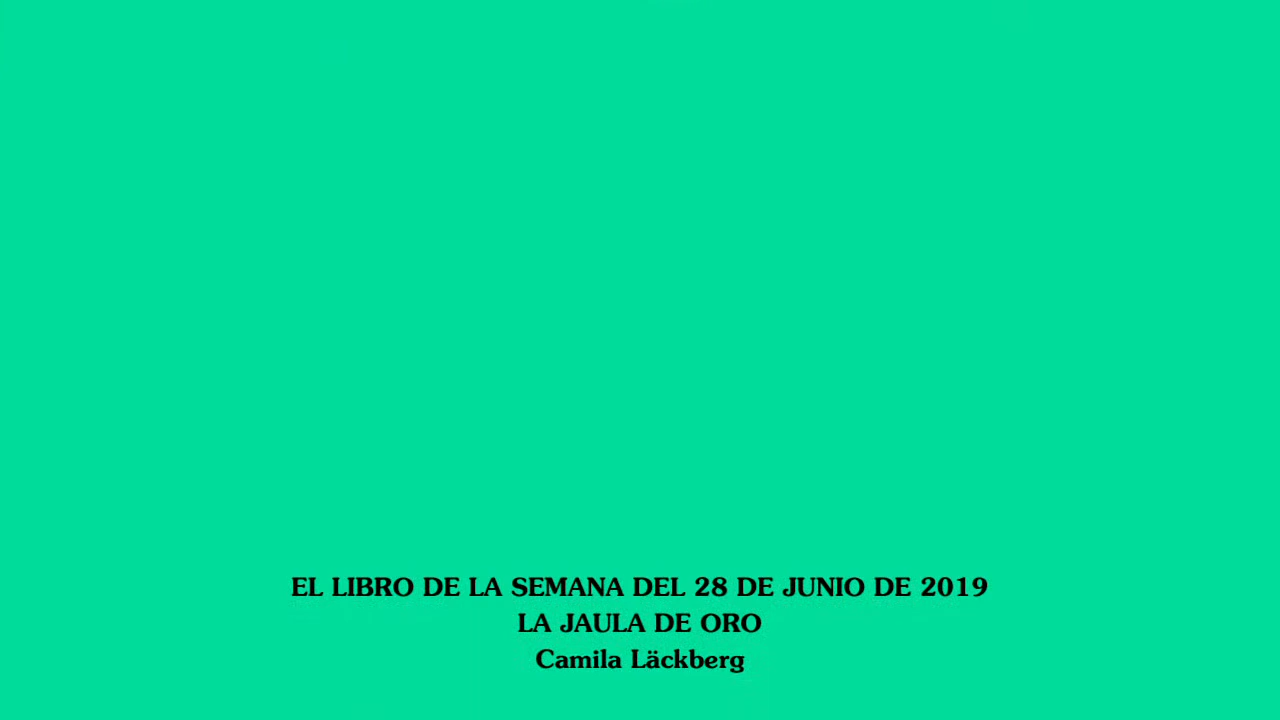 EL LIBRO DE LA SEMANA DEL 28 DE JUNIO DE 2019
LA JAULA DE ORO
Camila Läckberg